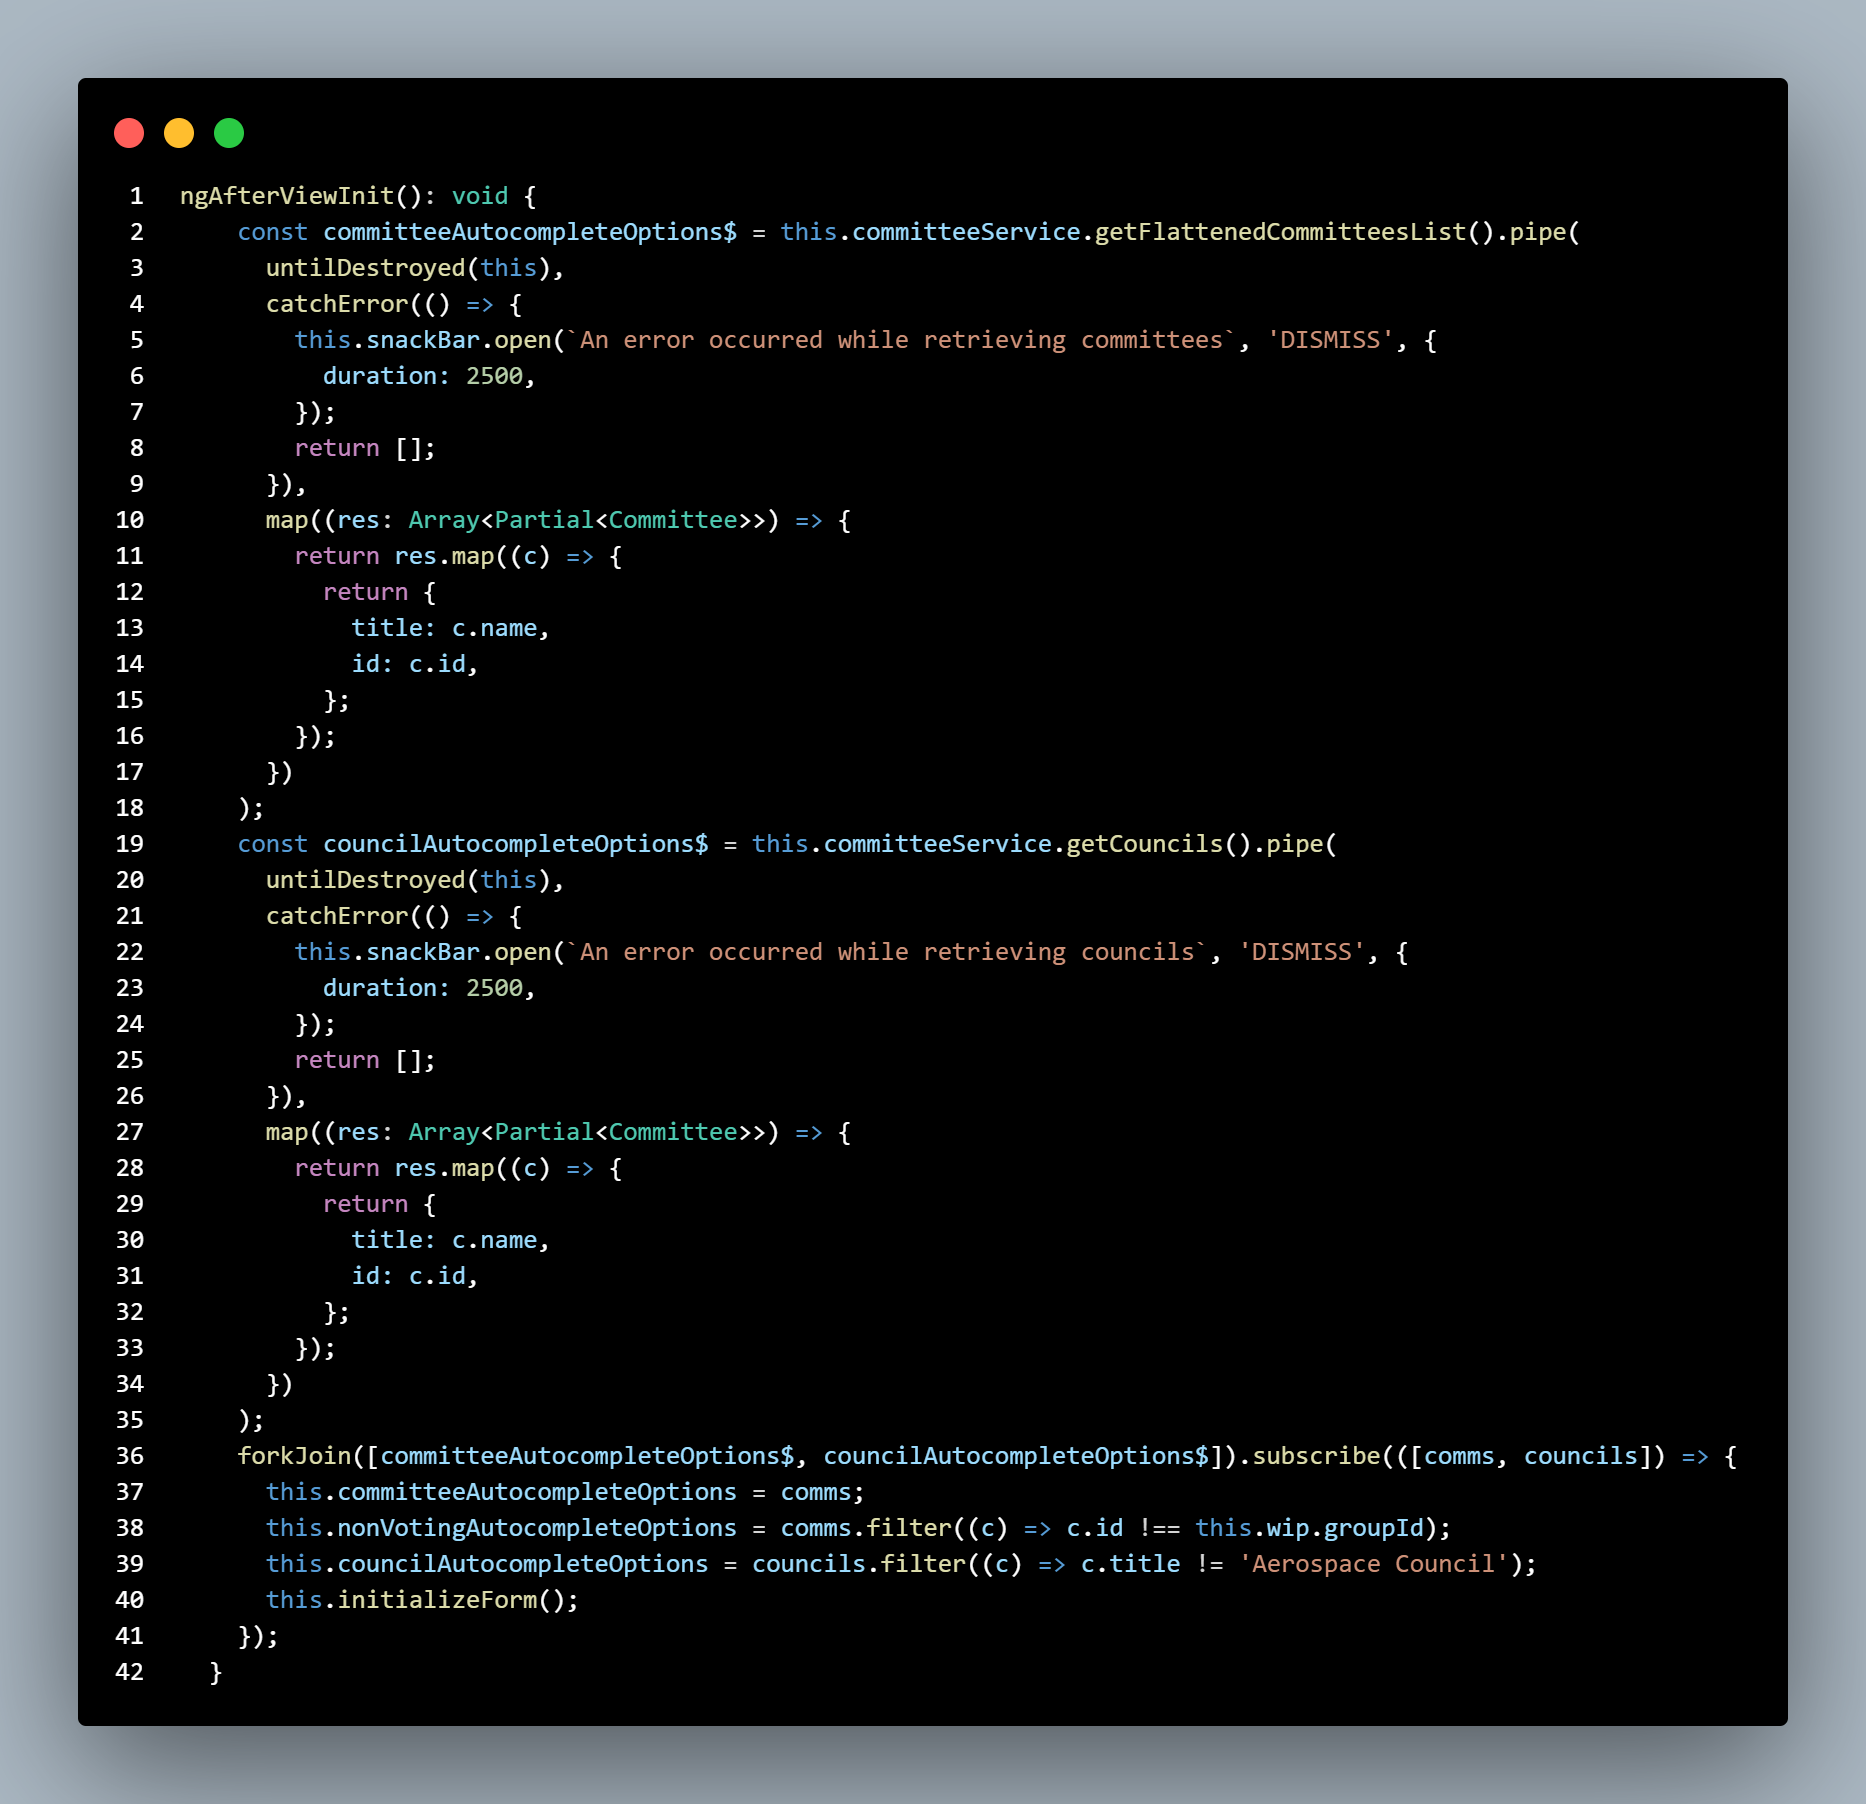 1 ngAfterViewInit(): void {
2     const committeeAutocompleteOptions$ = this.committeeService.getFlattenedCommitteesList().pipe(
3       untilDestroyed(this),
4       catchError(() => {
5         this.snackBar.open(`An error occurred while retrieving committees`, 'DISMISS', {
6           duration: 2500,
7         });
8         return [];
9       }),
10       map((res: Array<Partial<Committee>>) => {
11         return res.map((c) => {
12           return {
13             title: c.name,
14             id: c.id,
15           };
16         });
17       })
18     );
19     const councilAutocompleteOptions$ = this.committeeService.getCouncils().pipe(
20       untilDestroyed(this),
21       catchError(() => {
22         this.snackBar.open(`An error occurred while retrieving councils`, 'DISMISS', {
23           duration: 2500,
24         });
25         return [];
26       }),
27       map((res: Array<Partial<Committee>>) => {
28         return res.map((c) => {
29           return {
30             title: c.name,
31             id: c.id,
32           };
33         });
34       })
35     );
36     forkJoin([committeeAutocompleteOptions$, councilAutocompleteOptions$]).subscribe(([comms, councils]) => {
37       this.committeeAutocompleteOptions = comms;
38       this.nonVotingAutocompleteOptions = comms.filter((c) => c.id !== this.wip.groupId);
39       this.councilAutocompleteOptions = councils.filter((c) => c.title != 'Aerospace Council');
40       this.initializeForm();
41     });
42   }